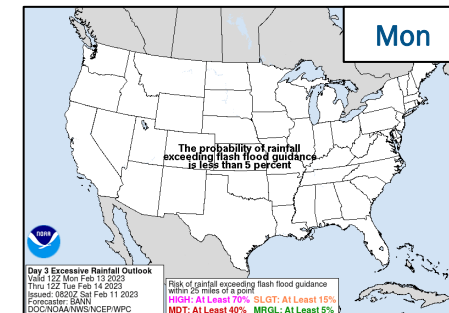 Mon
The probability of rainfall
exceeding flash flood guidance
is less than 5 percent
NOAA
Day 3 Excessive Rainfall Outlook
Valid 12Z Mon Feb 13 2023
Thru 12Z Tue Feb 14 2023
Issued: 0820Z Sat Feb 11 2023
Forecaster: BANN
DOC/NOAA/NWS/NCEP/WPC
Risk of rainfall exceeding flash flood guidance
within 25 miles of a point
HIGH: At Least 70% SLGT: At Least 15%
MDT: At Least 40% MRGL: At Least 5%